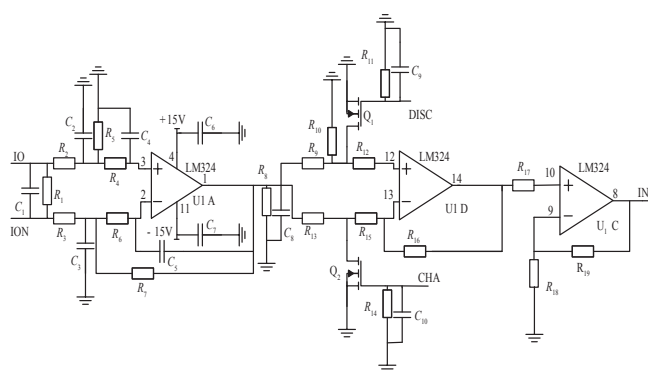 R11
C9
C2
R5
C4
+15V
C6
R10
Q1
DISC
IO
R2
R4
3
4
LM324
1
R8
R9
R12
12
LM324
R17
10
LM324
C1
R1
2
11
U1 A
13
14
8
IN
ION
R3
R6
- 15V
C7
C8
R13
R15
U1 D
9
U1 C
C3
C5
R16
R19
R7
Q2
CHA
R18
R14
C10